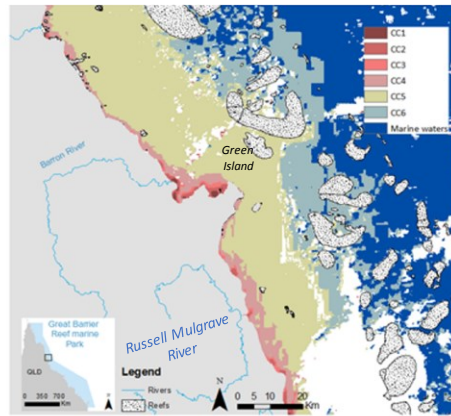 CC1
CC2
CC3
CC4
CC5
CC6
Marine waters
Green
Island
Barron River
Great Barrier
Reef marine
Park
QLD
0 350 700
Km
Russell Mulgrave
River
Legend
Rivers
Reefs
N
0 5 10 20
Km